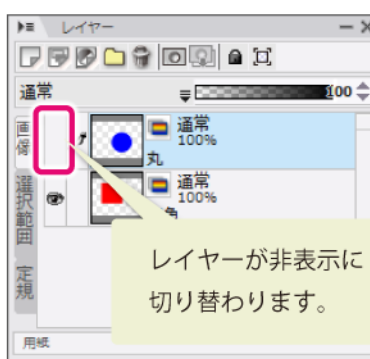 レイヤー
通常
100
画像
選択範囲
定規
通常
100%
丸
通常
100%
角
レイヤーが非表示に
切り替わります。
用紙